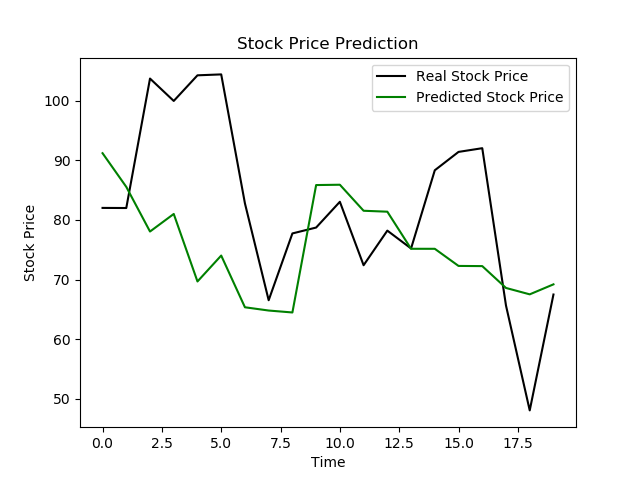 Stock Price Prediction
Real Stock Price
Predicted Stock Price
100
90
80
70
60
50
Stock Price
0.0 2.5 5.0 7.5 10.0 12.5 15.0 17.5
Time